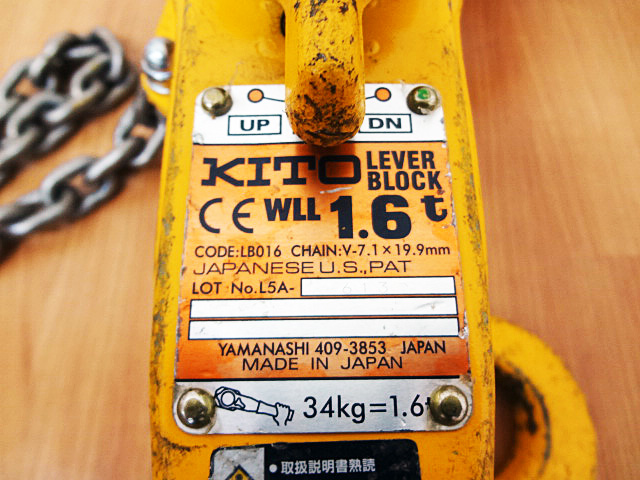 UP DN
KITO LEVER BLOCK
CE WLL 1.6t
CODE:LB016 CHAIN:V-7.1×19.9mm
JAPANESE U.S.,PAT
LOT No.L5A-
YAMANASHI 409-3853 JAPAN
MADE IN JAPAN
34kg=1.6t
●取扱説明書熟読